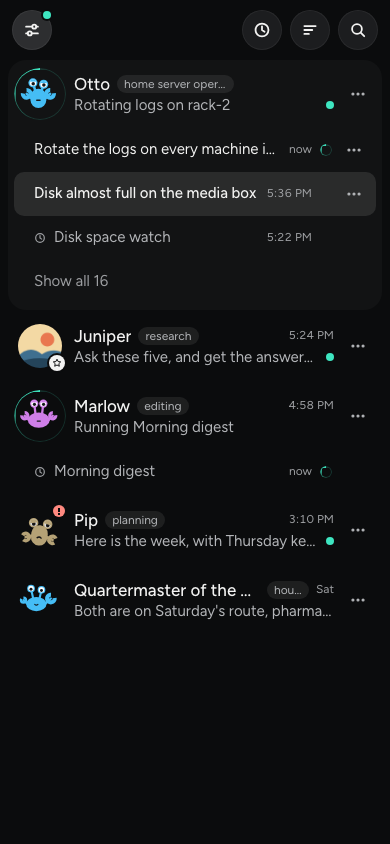 Otto home server oper...
Rotating logs on rack-2
Rotate the logs on every machine i... now
Disk almost full on the media box 5:36 PM
Disk space watch 5:22 PM
Show all 16
Juniper research 5:24 PM
Ask these five, and get the answer...
Marlow editing 4:58 PM
Running Morning digest
Morning digest now
Pip planning 3:10 PM
Here is the week, with Thursday ke...
Quartermaster of the ... hou... Sat
Both are on Saturday's route, pharma...